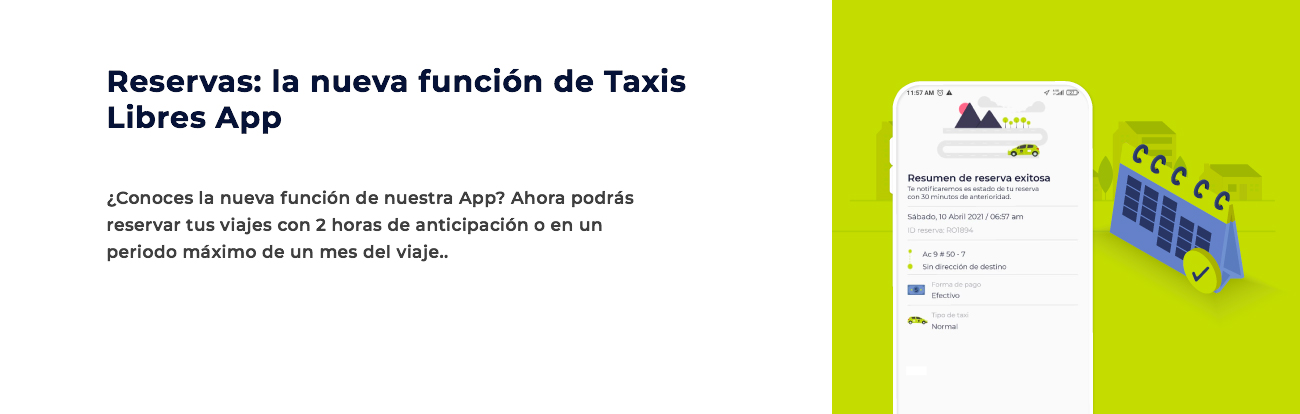 Reservas: la nueva función de Taxis
Libres App
¿Conoces la nueva función de nuestra App? Ahora podrás
reservar tus viajes con 2 horas de anticipación o en un
periodo máximo de un mes del viaje..
11:57 AM
Resumen de reserva exitosa
Te notificaremos es estado de tu reserva
con 30 minutos de anterioridad.
Sábado, 10 Abril 2021 / 06:57 am
ID reserva: RO1894
Ac 9 # 50 - 7
Sin dirección de destino
Forma de pago
Efectivo
Tipo de taxi
Normal